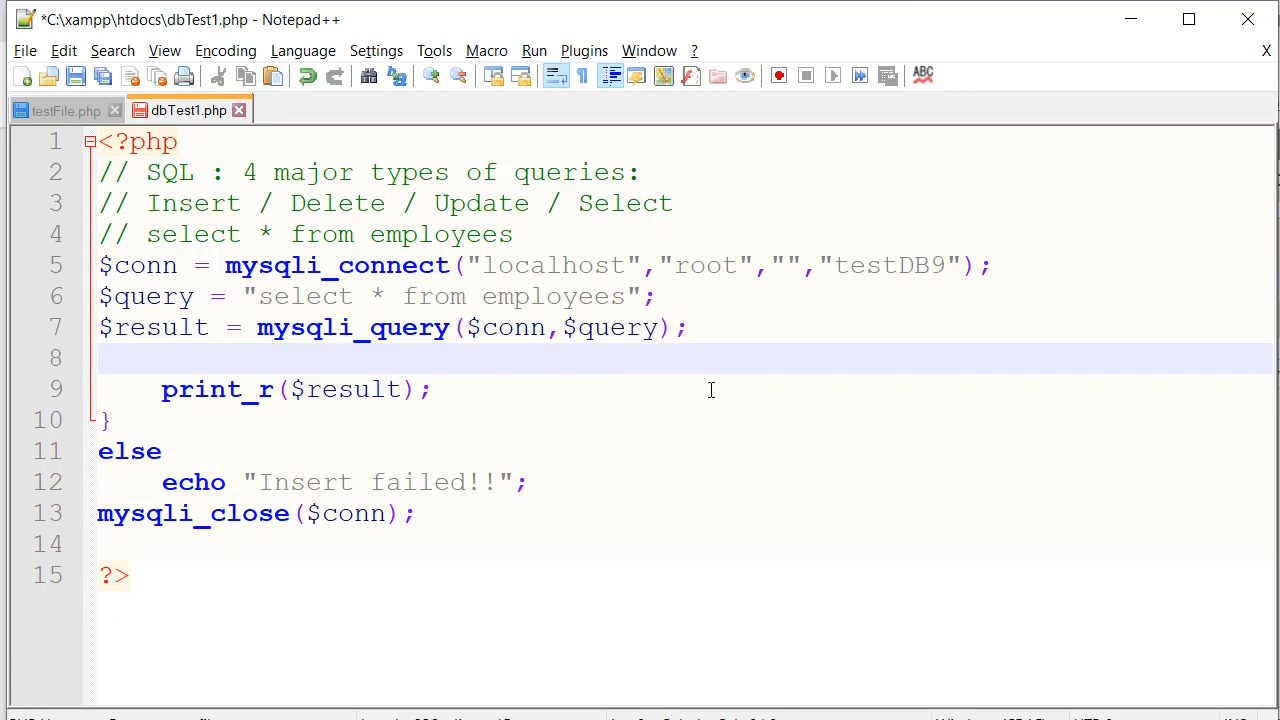 *C:\xampp\htdocs\dbTest1.php - Notepad++
File Edit Search View Encoding Language Settings Tools Macro Run Plugins Window ? X
testFile.php dbTest1.php
1 <?php
2 // SQL : 4 major types of queries:
3 // Insert / Delete / Update / Select
4 // select * from employees
5 $conn = mysqli_connect("localhost","root","","testDB9");
6 $query = "select * from employees";
7 $result = mysqli_query($conn,$query);
8
9 print_r($result);
10 }
11 else
12 echo "Insert failed!!";
13 mysqli_close($conn);
14
15 ?>